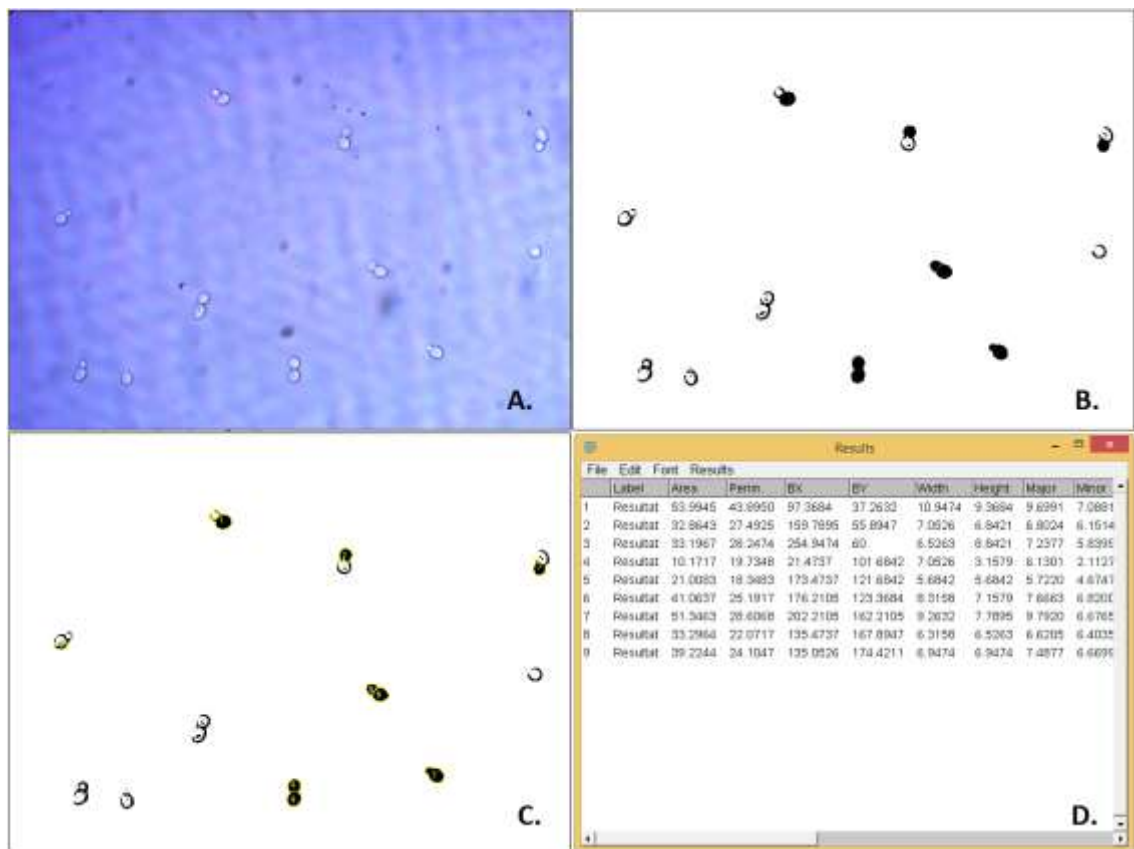 A.
B.
C.
Results
File Edit Font Results
Label Area Perim. BX BY Width Height Major Minor
1 Resultat 53.9945 43.8950 97.3684 37.2632 10.9474 9.3684 9.6991 7.0881
2 Resultat 32.8643 27.4925 159.7895 55.8947 7.0526 6.8421 6.8024 6.1514
3 Resultat 33.1967 28.2474 254.9474 60 6.5263 6.8421 7.2377 5.8399
4 Resultat 10.1717 19.7348 21.4737 101.6842 7.0526 3.1579 6.1301 2.1127
5 Resultat 21.0083 18.3483 173.4737 121.6842 5.6842 5.6842 5.7220 4.6747
6 Resultat 41.0637 25.1917 176.2105 123.3684 8.3158 7.1579 7.6663 6.8200
7 Resultat 51.3463 28.6068 202.2105 162.2105 9.2632 7.7895 9.7920 6.6765
8 Resultat 33.2964 22.0717 135.4737 167.8947 6.3158 6.5263 6.6205 6.4035
9 Resultat 39.2244 24.1047 135.0526 174.4211 6.9474 6.9474 7.4877 6.6699
D.